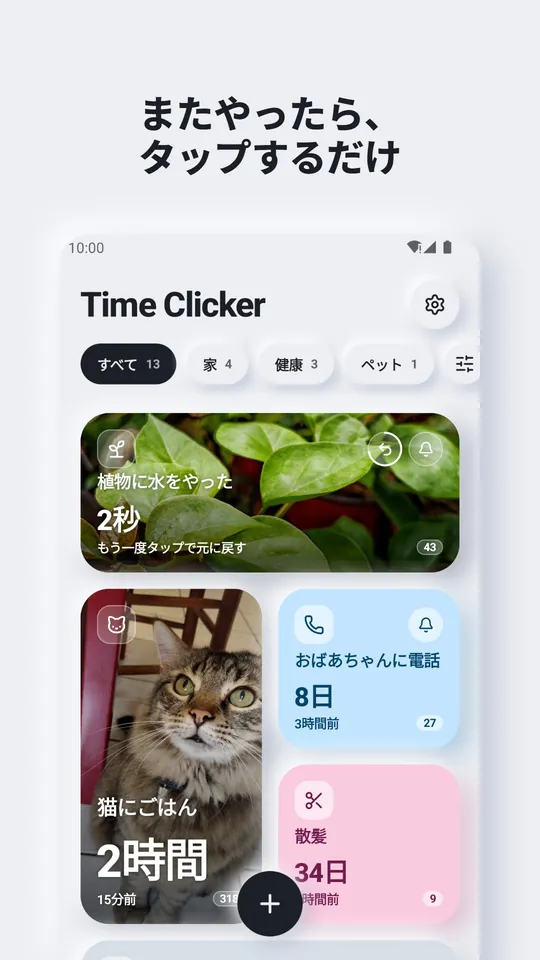 またやったら、
タップするだけ
10:00
Time Clicker
すべて 13
家 4
健康 3
ペット 1
植物に水をやった
2秒
もう一度タップで元に戻す
43
猫にごはん
2時間
15分前
318
おばあちゃんに電話
8日
3時間前
27
散髪
34日
時間前
9